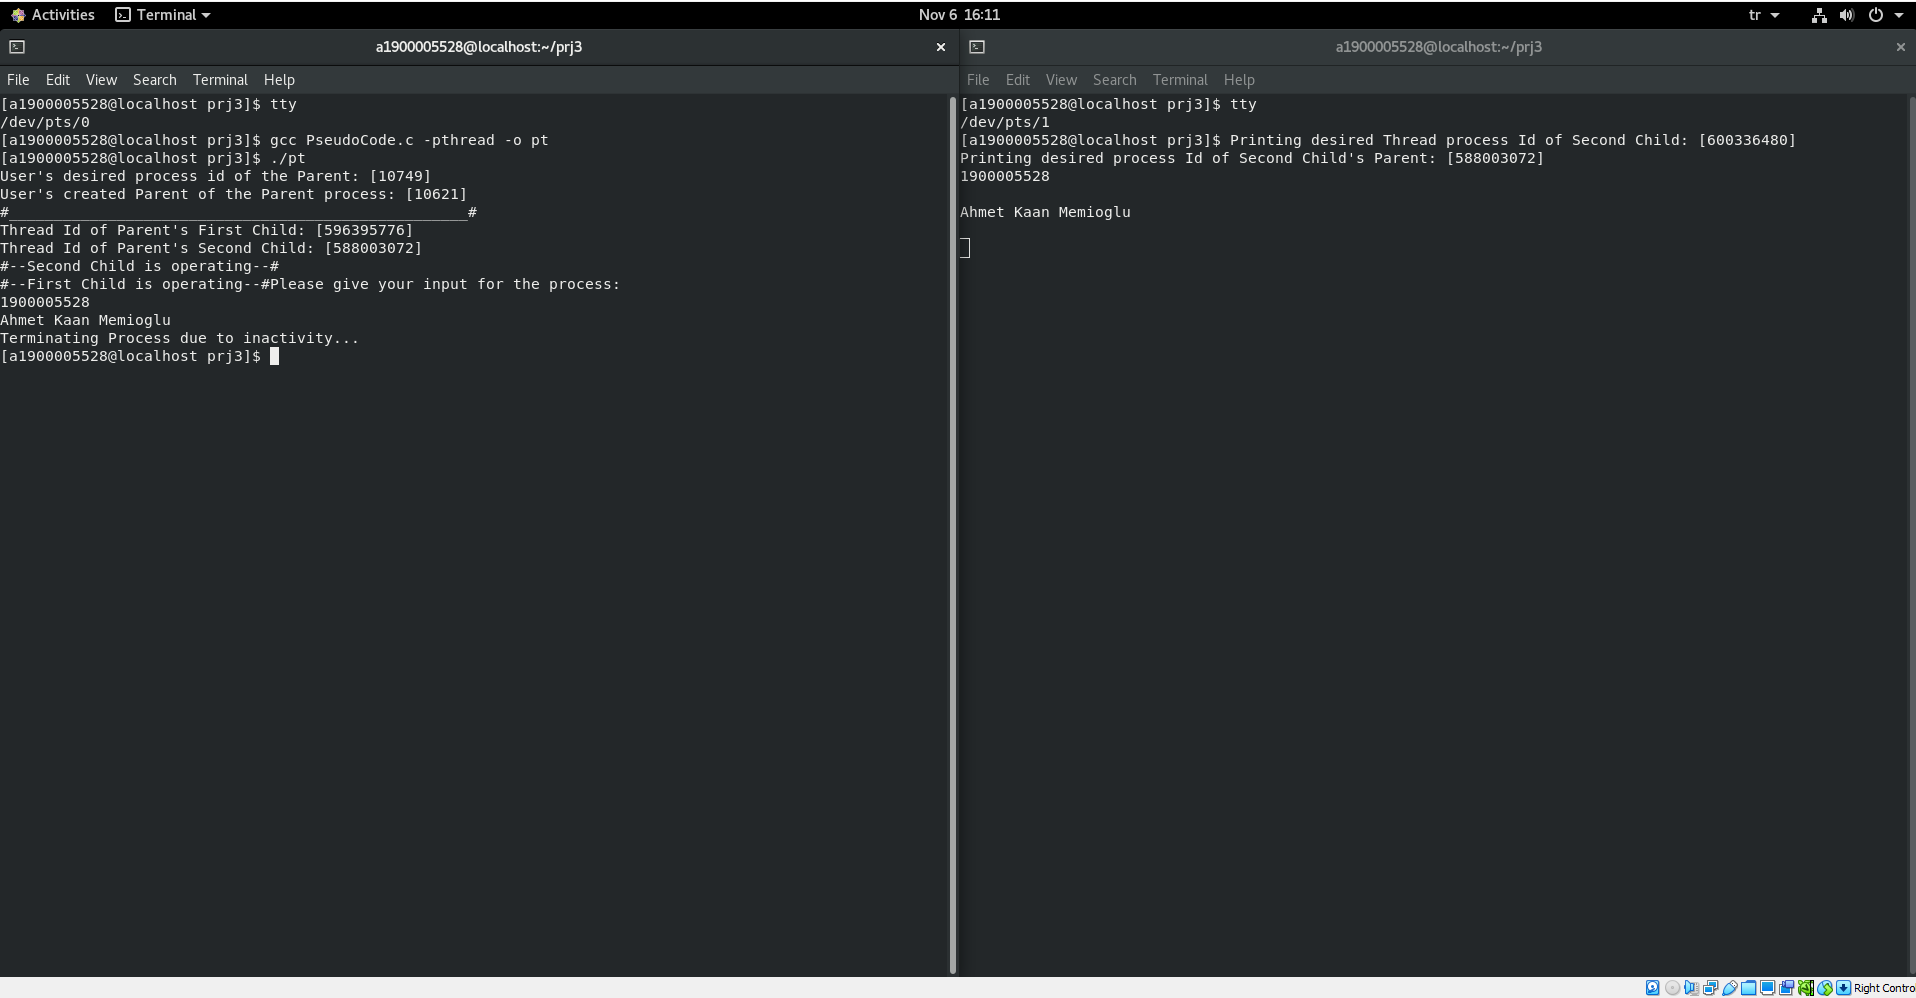 Activities Terminal Nov 6 16:11 tr
a1900005528@localhost:~/prj3
File Edit View Search Terminal Help
[a1900005528@localhost prj3]$ tty
/dev/pts/0
[a1900005528@localhost prj3]$ gcc PseudoCode.c -pthread -o pt
[a1900005528@localhost prj3]$ ./pt
User's desired process id of the Parent: [10749]
User's created Parent of the Parent process: [10621]
#___________________________________________________#
Thread Id of Parent's First Child: [596395776]
Thread Id of Parent's Second Child: [588003072]
#--Second Child is operating--#
#--First Child is operating--#Please give your input for the process:
1900005528
Ahmet Kaan Memioglu
Terminating Process due to inactivity...
[a1900005528@localhost prj3]$
a1900005528@localhost:~/prj3
File Edit View Search Terminal Help
[a1900005528@localhost prj3]$ tty
/dev/pts/1
[a1900005528@localhost prj3]$ Printing desired Thread process Id of Second Child: [600336480]
Printing desired process Id of Second Child's Parent: [588003072]
1900005528
Ahmet Kaan Memioglu
Right Contro